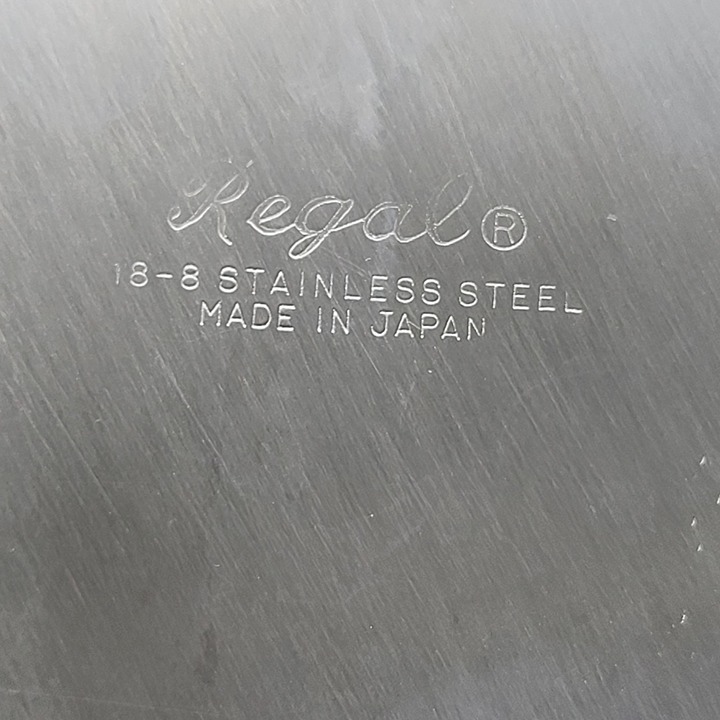 Regal®
18-8 STAINLESS STEEL
MADE IN JAPAN